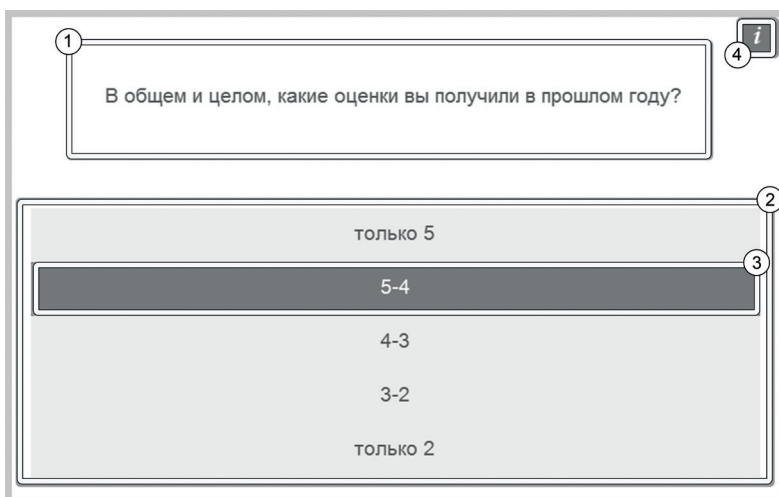 1
i
4
В общем и целом, какие оценки вы получили в прошлом году?
2
только 5
3
5-4
4-3
3-2
только 2